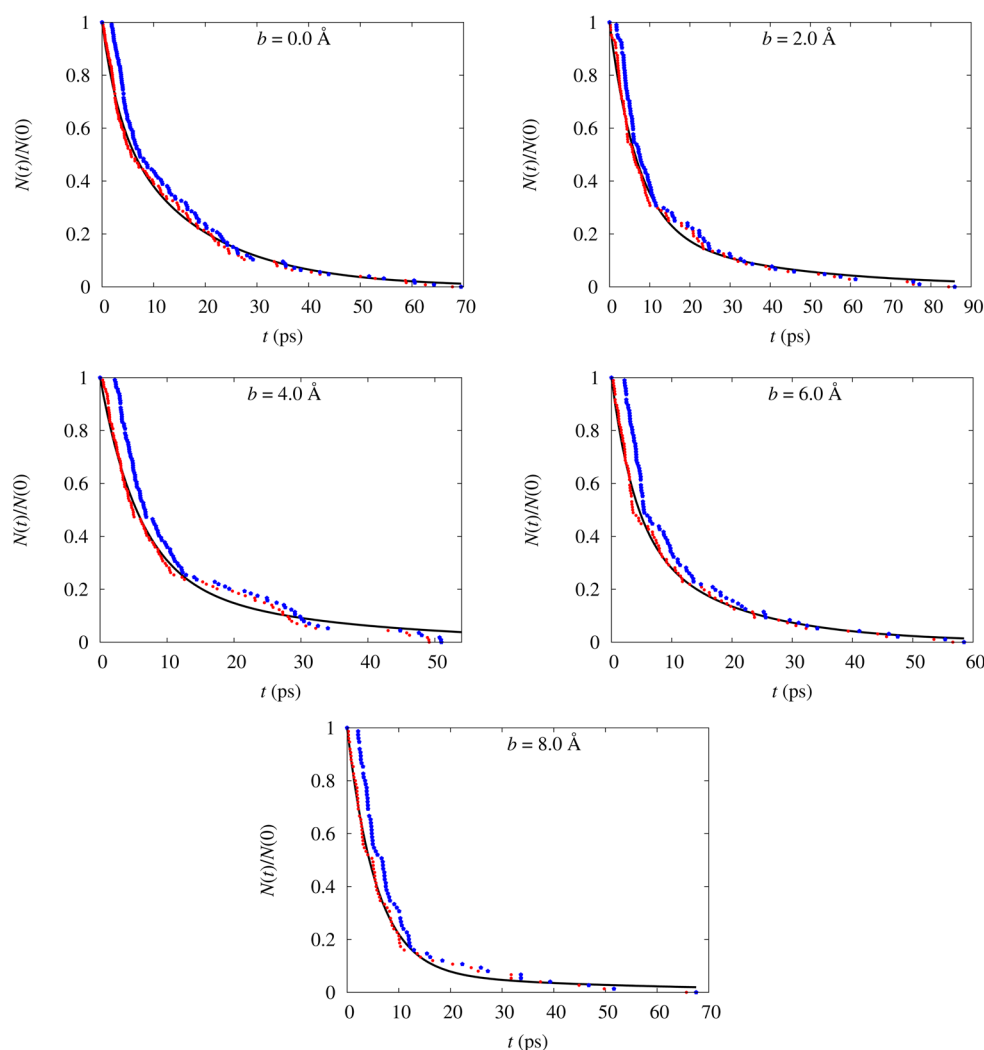 b = 0.0 Å
N(t)/N(0)
1
0.8
0.6
0.4
0.2
0
0 10 20 30 40 50 60 70
t (ps)
b = 2.0 Å
N(t)/N(0)
1
0.8
0.6
0.4
0.2
0
0 10 20 30 40 50 60 70 80 90
t (ps)
b = 4.0 Å
N(t)/N(0)
1
0.8
0.6
0.4
0.2
0
0 10 20 30 40 50
t (ps)
b = 6.0 Å
N(t)/N(0)
1
0.8
0.6
0.4
0.2
0
0 10 20 30 40 50 60
t (ps)
b = 8.0 Å
N(t)/N(0)
1
0.8
0.6
0.4
0.2
0
0 10 20 30 40 50 60 70
t (ps)